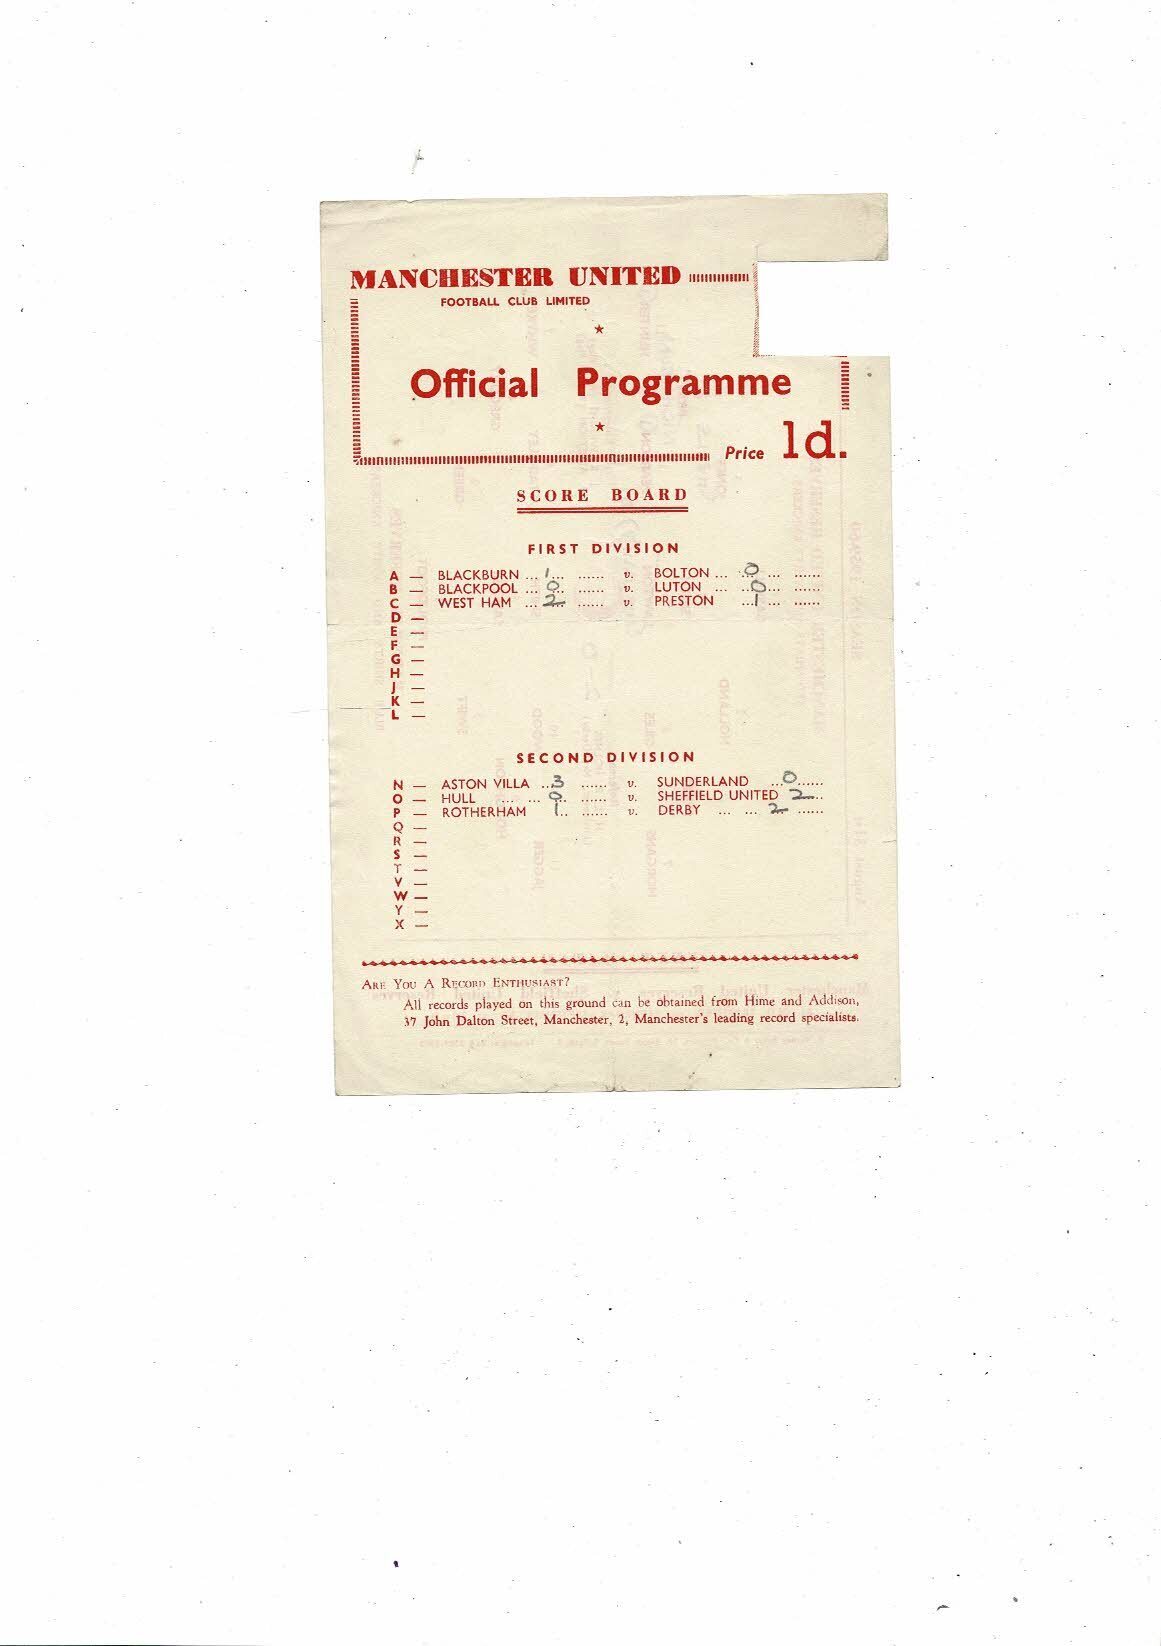 MANCHESTER UNITED
FOOTBALL CLUB LIMITED
Official Programme
Price 1d.
SCORE BOARD
FIRST DIVISION
A — BLACKBURN ... 1 ... ...... v. BOLTON ... 0 ... ......
B — BLACKPOOL ... 0 ... ...... v. LUTON ... 0 ... ......
C — WEST HAM ... 2 ... ...... v. PRESTON ... 1 ... ......
D —
E —
F —
G —
H —
J —
K —
L —
SECOND DIVISION
N — ASTON VILLA ... 3 ...... v. SUNDERLAND ... 0 ......
O — HULL ... ... 0 ... ...... v. SHEFFIELD UNITED 2 ...
P — ROTHERHAM 1 ... ...... v. DERBY ... ... 2 ......
Q —
R —
S —
T —
V —
W —
Y —
X —
ARE YOU A RECORD ENTHUSIAST?
All records played on this ground can be obtained from Hime and Addison,
37 John Dalton Street, Manchester, 2, Manchester's leading record specialists.